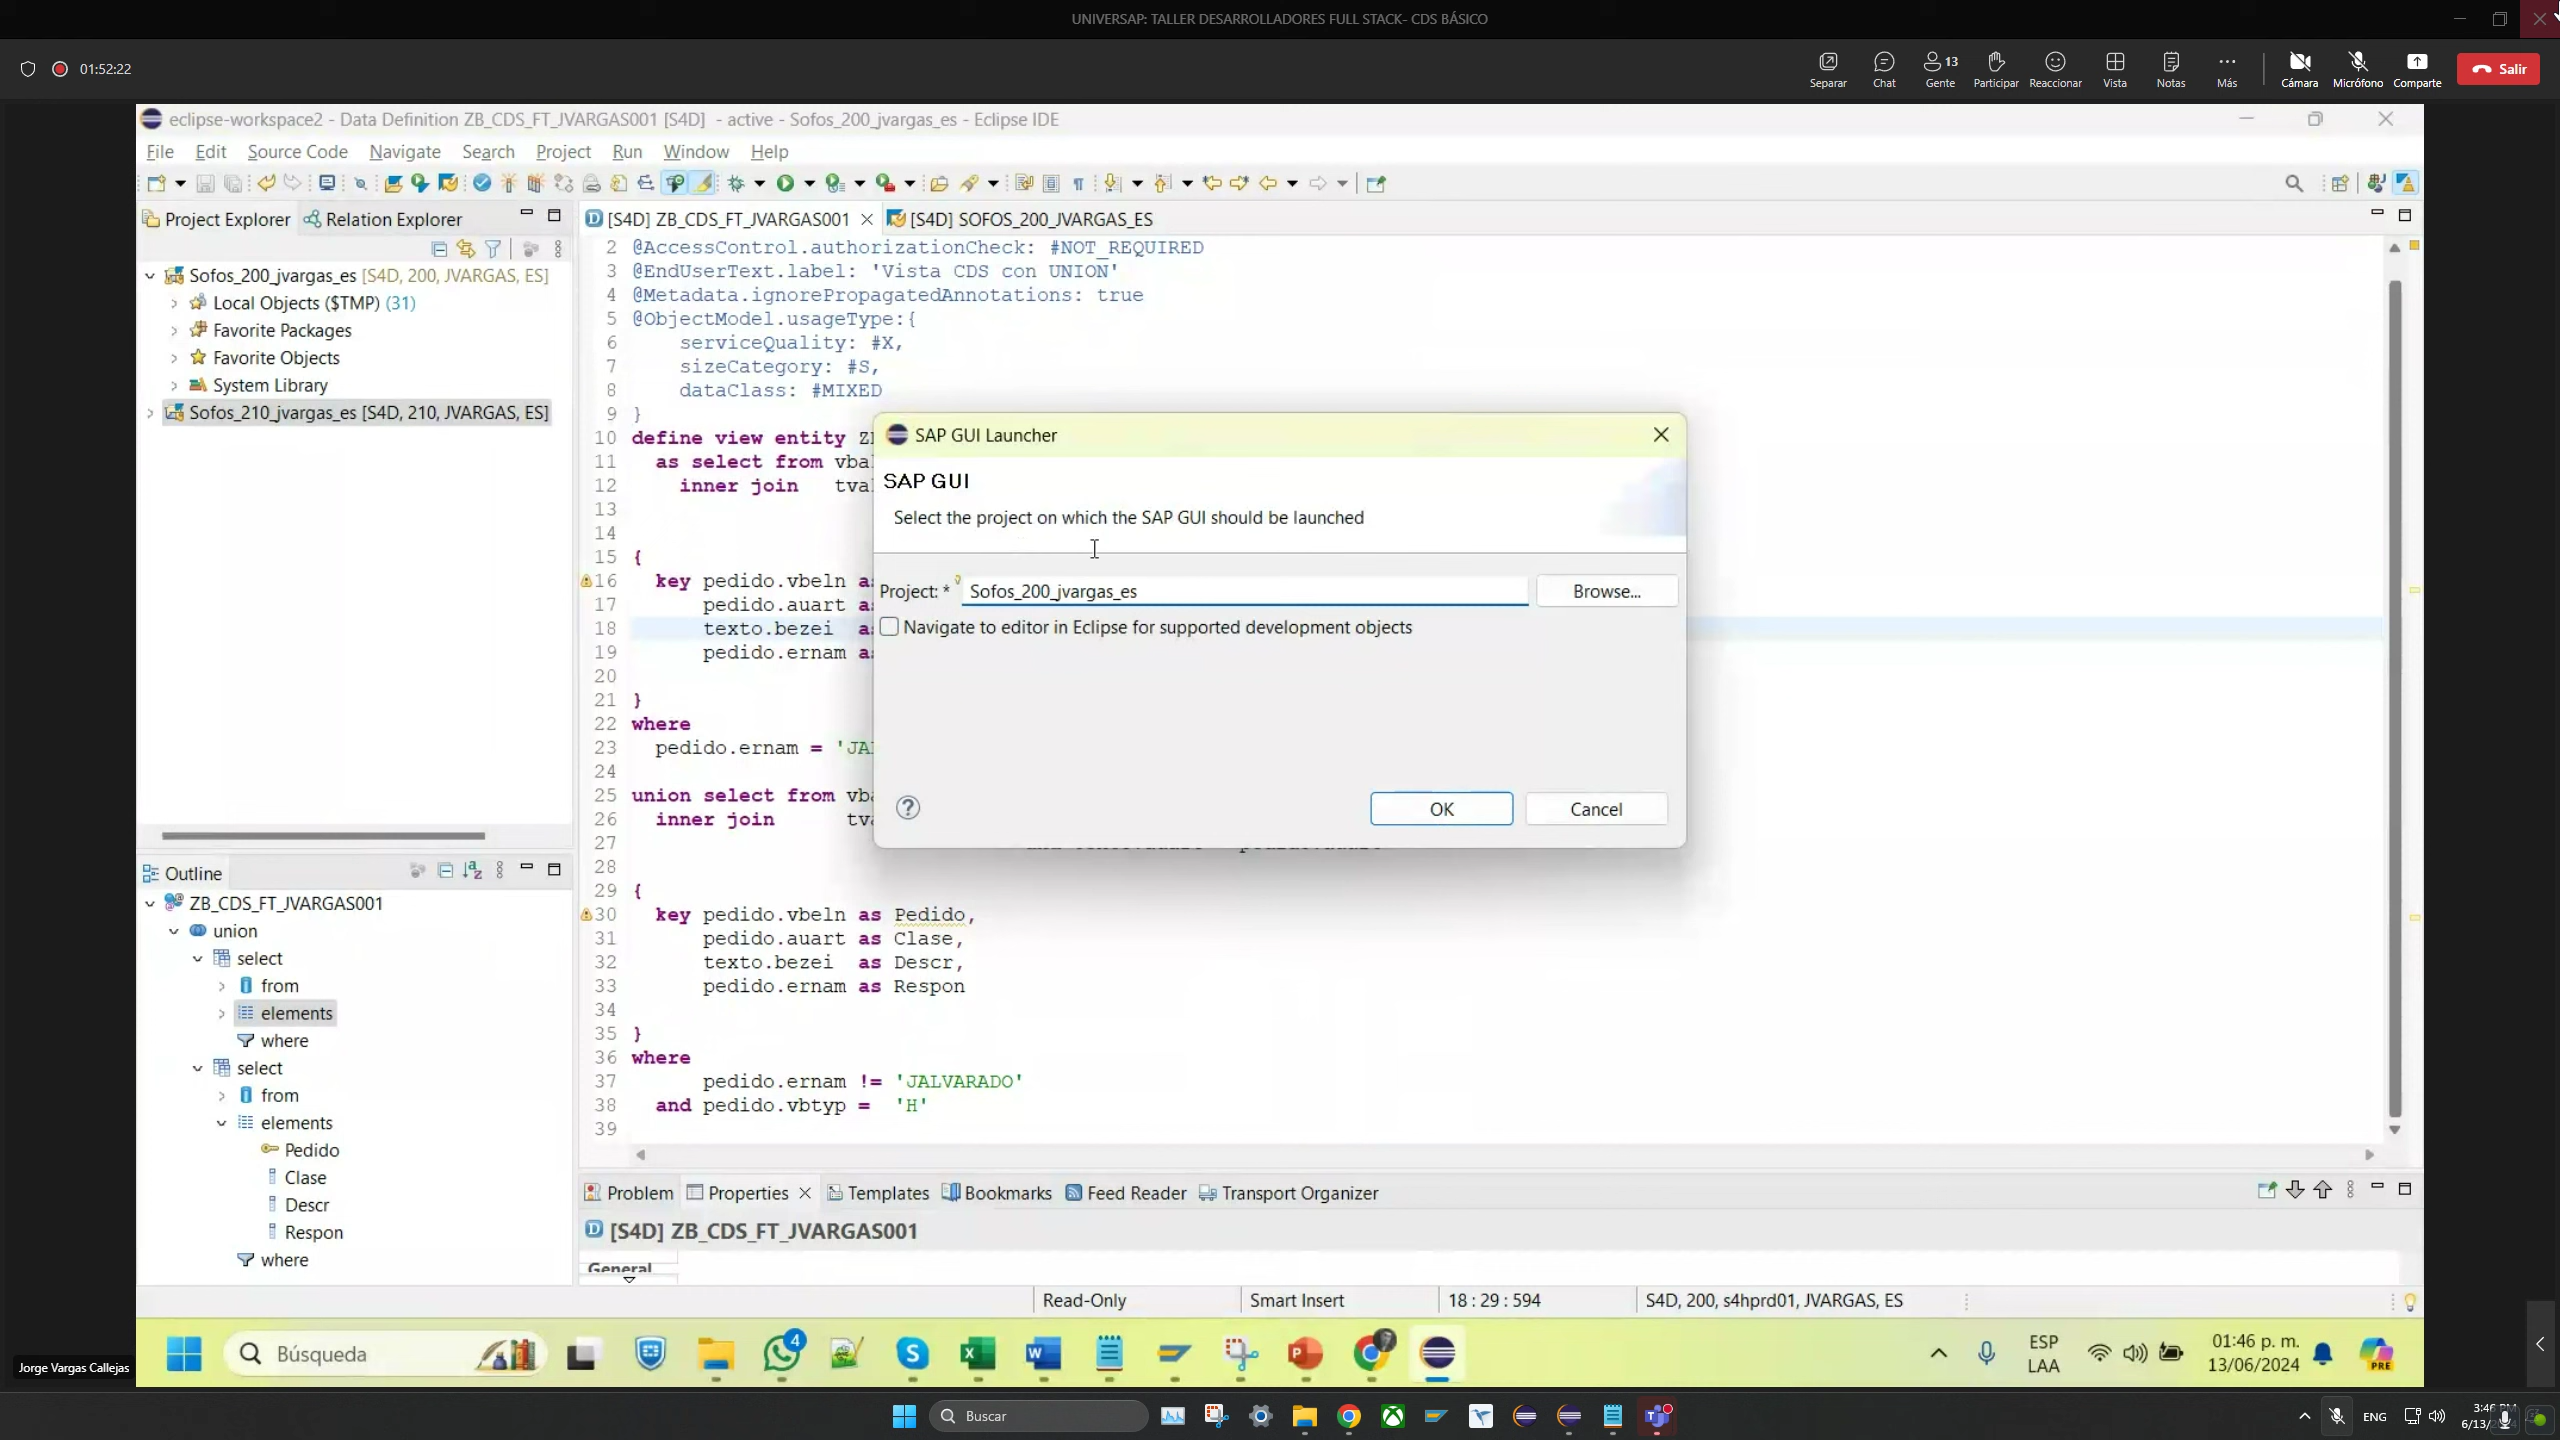 UNIVERSAP: TALLER DESARROLLADORES FULL STACK- CDS BÁSICO
01:52:22
Separar
Chat
13
Gente
Participar
Reaccionar
Vista
Notas
Más
Cámara
Micrófono
Comparte
Salir
eclipse-workspace2 - Data Definition ZB_CDS_FT_JVARGAS001 [S4D]  - active - Sofos_200_jvargas_es - Eclipse IDE
File Edit Source Code Navigate Search Project Run Window Help
Project Explorer
Relation Explorer
Sofos_200_jvargas_es [S4D, 200, JVARGAS, ES]
Local Objects ($TMP) (31)
Favorite Packages
Favorite Objects
System Library
Sofos_210_jvargas_es [S4D, 210, JVARGAS, ES]
[S4D] ZB_CDS_FT_JVARGAS001
[S4D] SOFOS_200_JVARGAS_ES
2 @AccessControl.authorizationCheck: #NOT_REQUIRED
3 @EndUserText.label: 'Vista CDS con UNION'
4 @Metadata.ignorePropagatedAnnotations: true
5 @ObjectModel.usageType:{
6 serviceQuality: #X,
7 sizeCategory: #S,
8 dataClass: #MIXED
9 }
10 define view entity
11 as select from
12 inner join
13
14
15 {
16 key pedido.vbeln
17 pedido.auart
18 texto.bezei
19 pedido.ernam
20
21 }
22 where
23 pedido.ernam = 'JA
24
25 union select from
26 inner join
27
28
29 {
30 key pedido.vbeln as Pedido,
31 pedido.auart as Clase,
32 texto.bezei as Descr,
33 pedido.ernam as Respon
34
35 }
36 where
37 pedido.ernam != 'JALVARADO'
38 and pedido.vbtyp = 'H'
39
SAP GUI Launcher
SAP GUI
Select the project on which the SAP GUI should be launched
Project: * Sofos_200_jvargas_es
Browse...
Navigate to editor in Eclipse for supported development objects
OK
Cancel
Outline
ZB_CDS_FT_JVARGAS001
union
select
from
elements
where
select
from
elements
Pedido
Clase
Descr
Respon
where
Problem
Properties
Templates
Bookmarks
Feed Reader
Transport Organizer
[S4D] ZB_CDS_FT_JVARGAS001
General
Read-Only
Smart Insert
18 : 29 : 594
S4D, 200, s4hprd01, JVARGAS, ES
Búsqueda
4
ESP
LAA
01:46 p. m.
13/06/2024
PRE
Jorge Vargas Callejas
Buscar
ENG
3:46 PM
6/13/